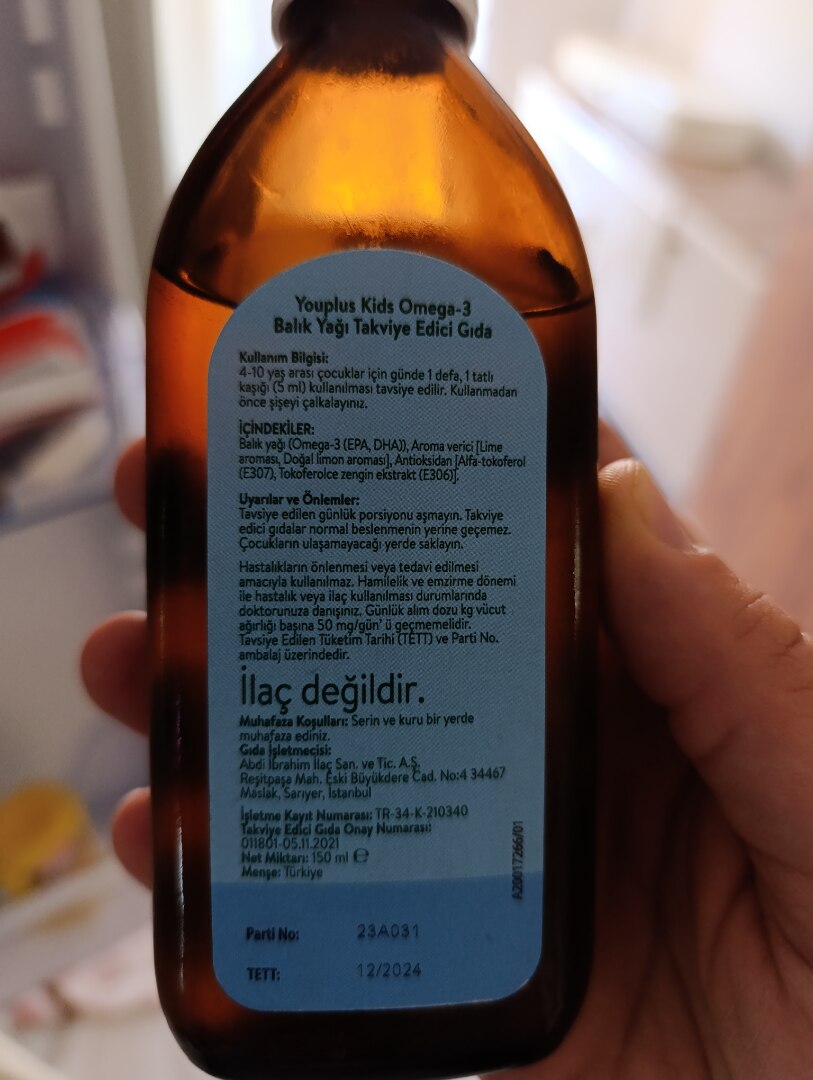 Youplus Kids Omega-3
Balık Yağı Takviye Edici Gıda
Kullanım Bilgisi:
4-10 yaş arası çocuklar için günde 1 defa, 1 tatlı
kaşığı (5 ml) kullanılması tavsiye edilir. Kullanmadan
önce şişeyi çalkalayınız.
İÇİNDEKİLER:
Balık yağı (Omega-3 (EPA, DHA)), Aroma verici [Lime
aroması, Doğal limon aroması], Antioksidan [Alfa-tokoferol
(E307), Tokoferolce zengin ekstrakt (E306)].
Uyarılar ve Önlemler:
Tavsiye edilen günlük porsiyonu aşmayın. Takviye
edici gıdalar normal beslenmenin yerine geçemez.
Çocukların ulaşamayacağı yerde saklayın.
Hastalıkların önlenmesi veya tedavi edilmesi
amacıyla kullanılmaz. Hamilelik ve emzirme dönemi
ile hastalık veya ilaç kullanılması durumlarında
doktorunuza danışınız. Günlük alım dozu kg vücut
ağırlığı başına 50 mg/gün' ü geçmemelidir.
Tavsiye Edilen Tüketim Tarihi (TETT) ve Parti No.
ambalaj üzerindedir.
İlaç değildir.
Muhafaza Koşulları: Serin ve kuru bir yerde
muhafaza ediniz.
Gıda İşletmecisi:
Abdi İbrahim İlaç San. ve Tic. A.Ş.
Reşitpaşa Mah. Eski Büyükdere Cad. No:4 34467
Maslak, Sarıyer, İstanbul
İşletme Kayıt Numarası: TR-34-K-210340
Takviye Edici Gıda Onay Numarası:
011801-05.11.2021
Net Miktarı: 150 ml ℮
Menşe: Türkiye
A20017266/01
Parti No: 23A031
TETT: 12/2024